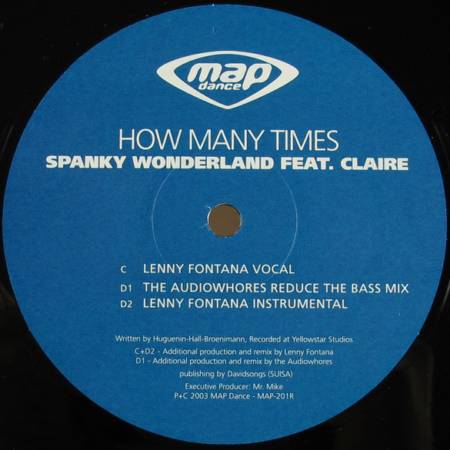 map
dance
HOW MANY TIMES
SPANKY WONDERLAND FEAT. CLAIRE
C LENNY FONTANA VOCAL
D1 THE AUDIOWHORES REDUCE THE BASS MIX
D2 LENNY FONTANA INSTRUMENTAL
Written by Huguenin-Hall-Broenimann, Recorded at Yellowstar Studios
C+D2 - Additional production and remix by Lenny Fontana
D1 - Additional production and remix by the Audiowhores
publishing by Davidsongs (SUISA)
Executive Producer: Mr. Mike
P+C 2003 MAP Dance - MAP-201R